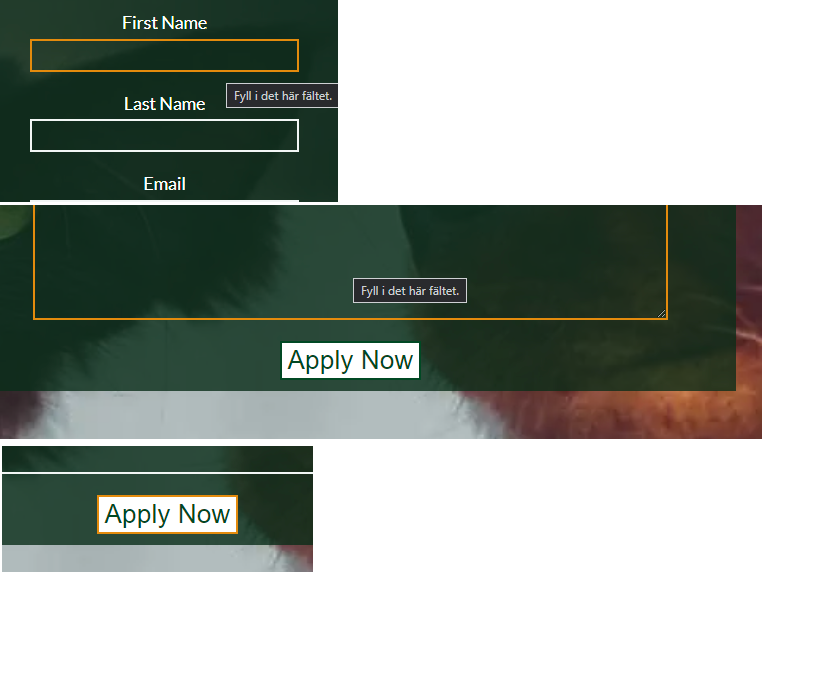 First Name
Fyll i det här fältet.
Last Name
Email
Fyll i det här fältet.
Apply Now
Apply Now